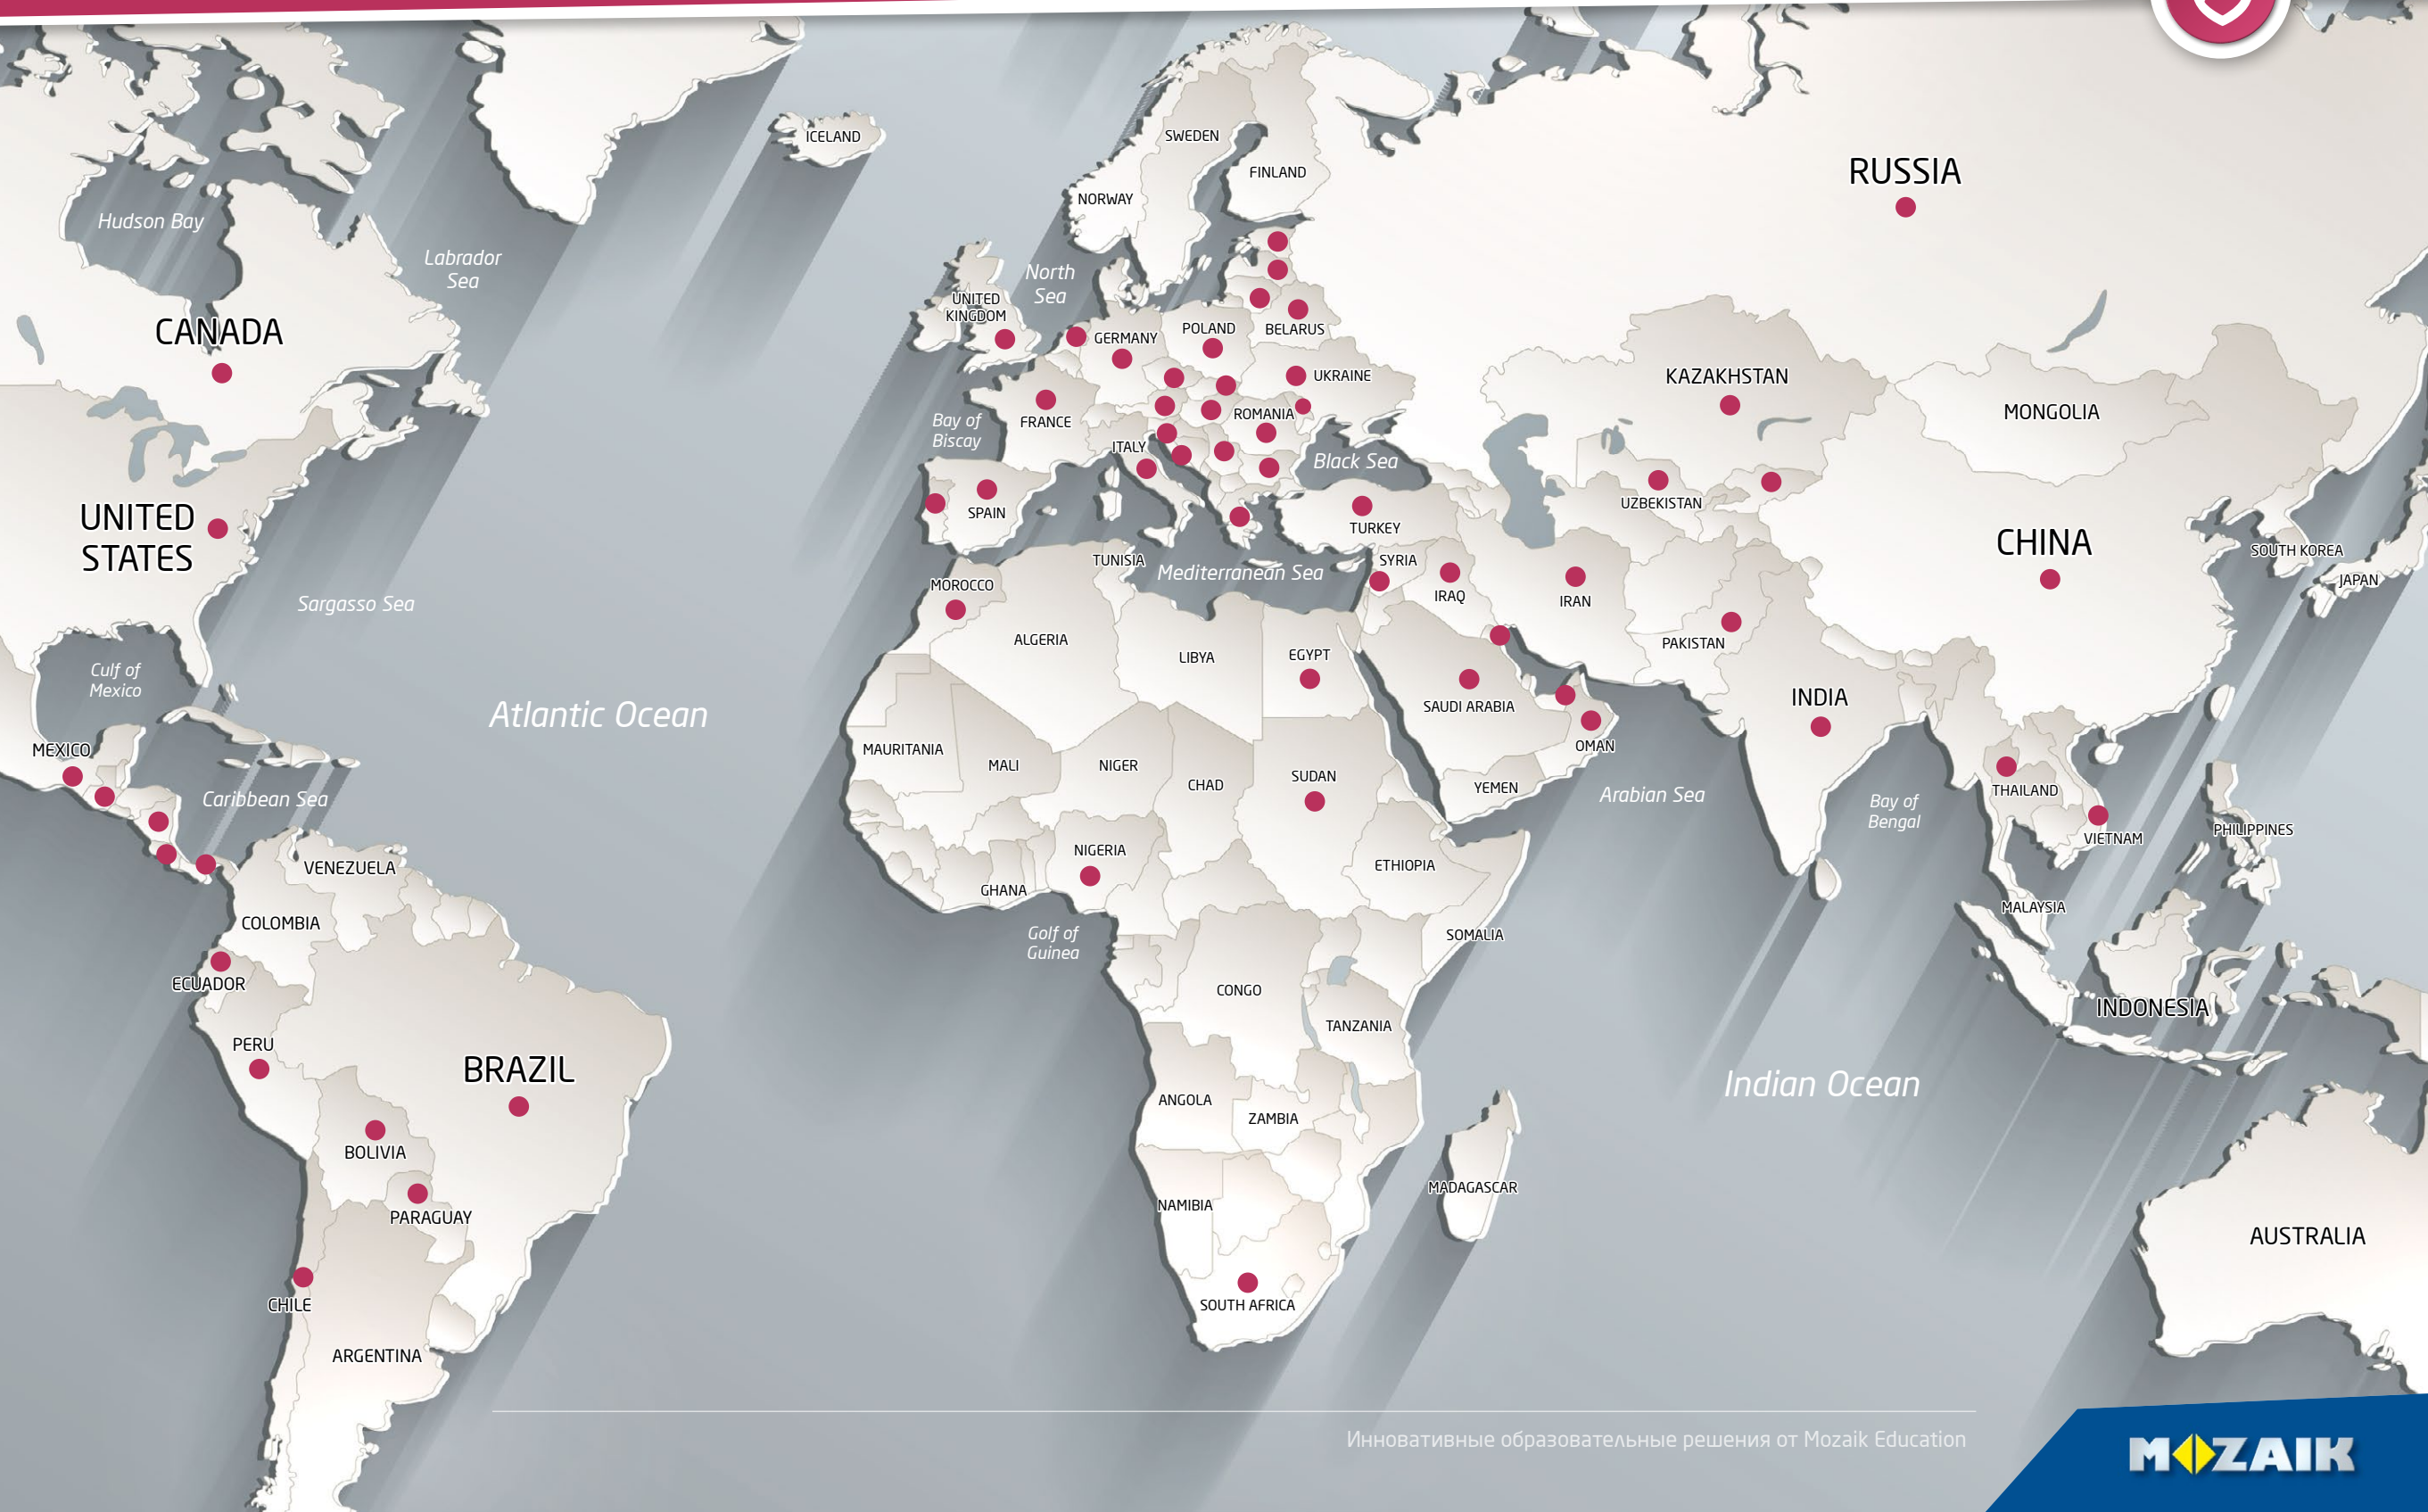 ICELAND
SWEDEN
FINLAND
NORWAY
RUSSIA
Hudson Bay
Labrador
Sea
North
Sea
UNITED
KINGDOM
CANADA
GERMANY
POLAND
BELARUS
UKRAINE
KAZAKHSTAN
MONGOLIA
FRANCE
ROMANIA
Bay of
Biscay
ITALY
Black Sea
UNITED
STATES
SPAIN
TURKEY
UZBEKISTAN
CHINA
SOUTH KOREA
JAPAN
TUNISIA
Mediterranean Sea
SYRIA
MOROCCO
IRAQ
IRAN
Sargasso Sea
ALGERIA
LIBYA
EGYPT
PAKISTAN
Gulf of
Mexico
Atlantic Ocean
SAUDI ARABIA
INDIA
MEXICO
MAURITANIA
MALI
NIGER
CHAD
SUDAN
OMAN
YEMEN
Arabian Sea
Bay of
Bengal
THAILAND
VIETNAM
PHILIPPINES
Caribbean Sea
VENEZUELA
NIGERIA
GHANA
ETHIOPIA
MALAYSIA
COLOMBIA
Golf of
Guinea
SOMALIA
ECUADOR
CONGO
TANZANIA
INDONESIA
PERU
BRAZIL
ANGOLA
ZAMBIA
Indian Ocean
BOLIVIA
NAMIBIA
MADAGASCAR
PARAGUAY
AUSTRALIA
CHILE
SOUTH AFRICA
ARGENTINA
Инновативные образовательные решения от Mozaik Education
MOZAIK